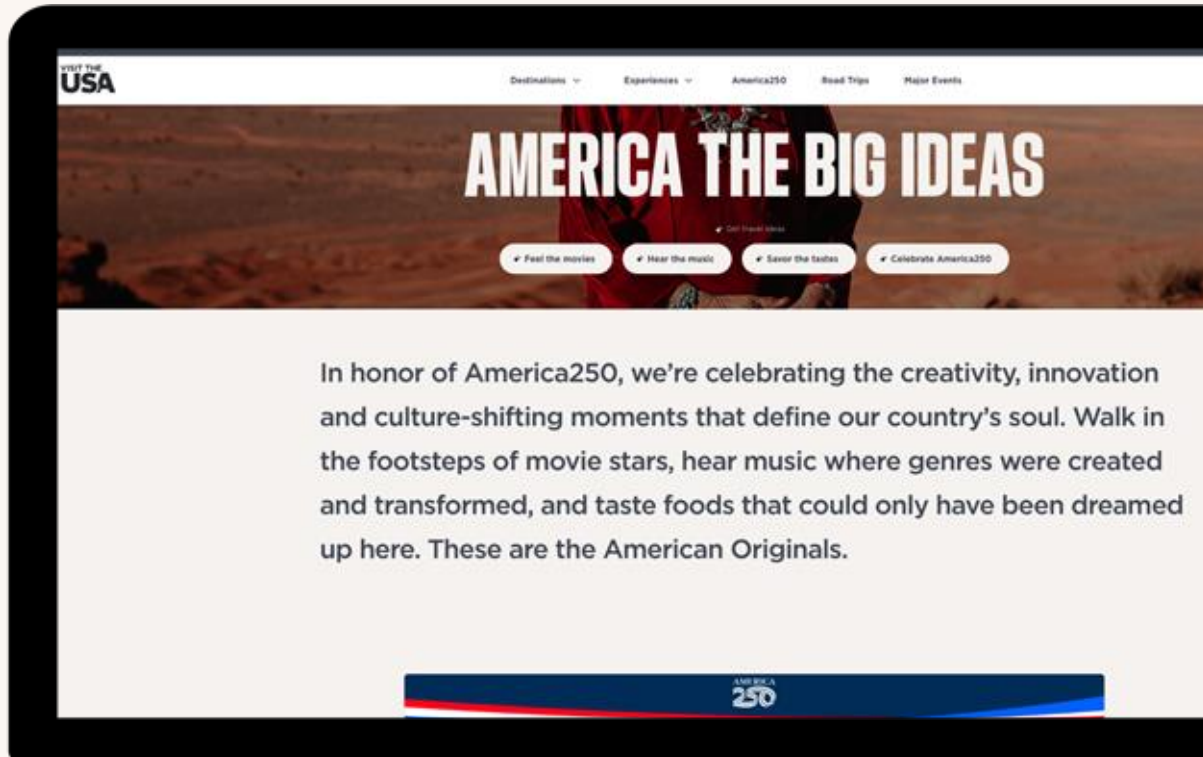 VISIT THE
USA
Destinations Experiences America250 Road Trips Major Events
AMERICA THE BIG IDEAS
Get travel ideas
Feel the movies Hear the music Savor the tastes Celebrate America250
In honor of America250, we're celebrating the creativity, innovation
and culture-shifting moments that define our country's soul. Walk in
the footsteps of movie stars, hear music where genres were created
and transformed, and taste foods that could only have been dreamed
up here. These are the American Originals.
AMERICA
250